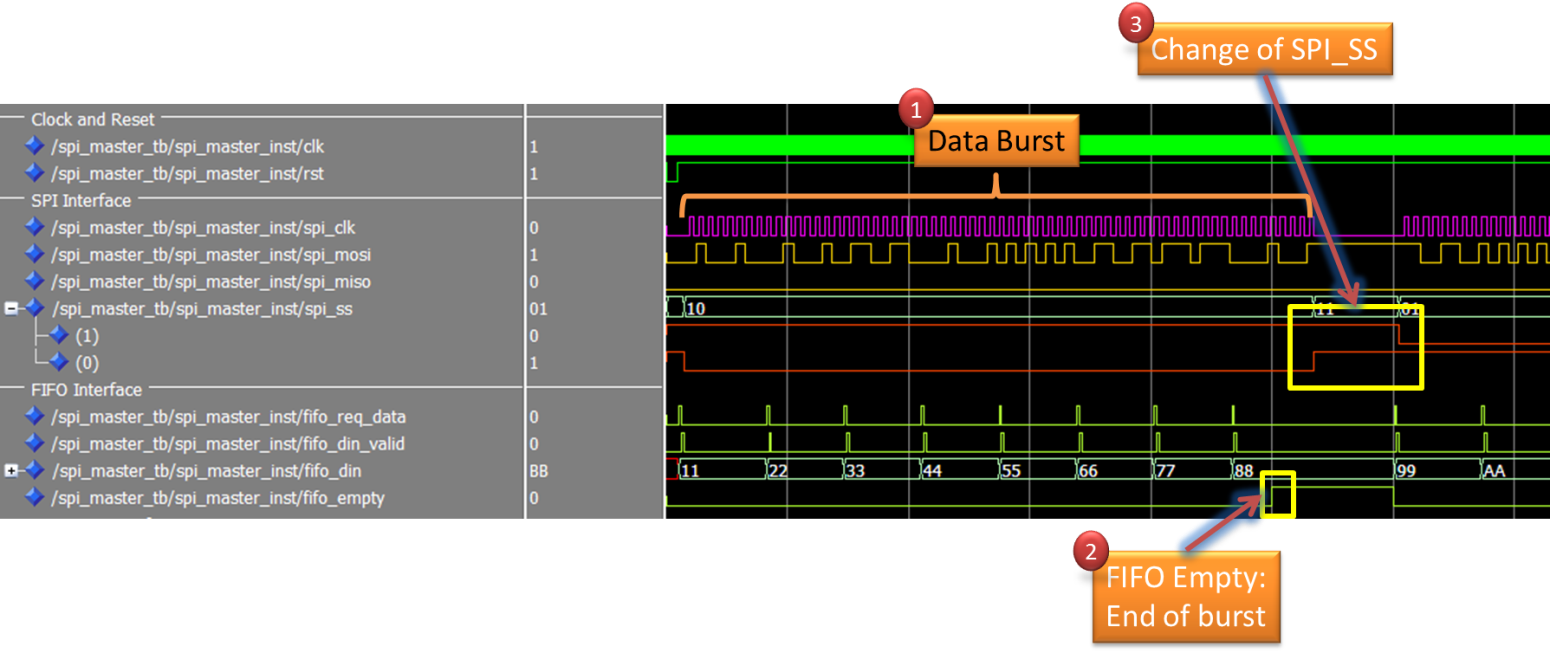 3
Change of SPI_SS
1
Data Burst
Clock and Reset
/spi_master_tb/spi_master_inst/clk 1
/spi_master_tb/spi_master_inst/rst 1
SPI Interface
/spi_master_tb/spi_master_inst/spi_clk 0
/spi_master_tb/spi_master_inst/spi_mosi 1
/spi_master_tb/spi_master_inst/spi_miso 0
/spi_master_tb/spi_master_inst/spi_ss 01 10 11 01
(1) 0
(0) 1
FIFO Interface
/spi_master_tb/spi_master_inst/fifo_req_data 0
/spi_master_tb/spi_master_inst/fifo_din_valid 0
/spi_master_tb/spi_master_inst/fifo_din BB 11 22 33 44 55 66 77 88 99 AA
/spi_master_tb/spi_master_inst/fifo_empty 0
2
FIFO Empty:
End of burst